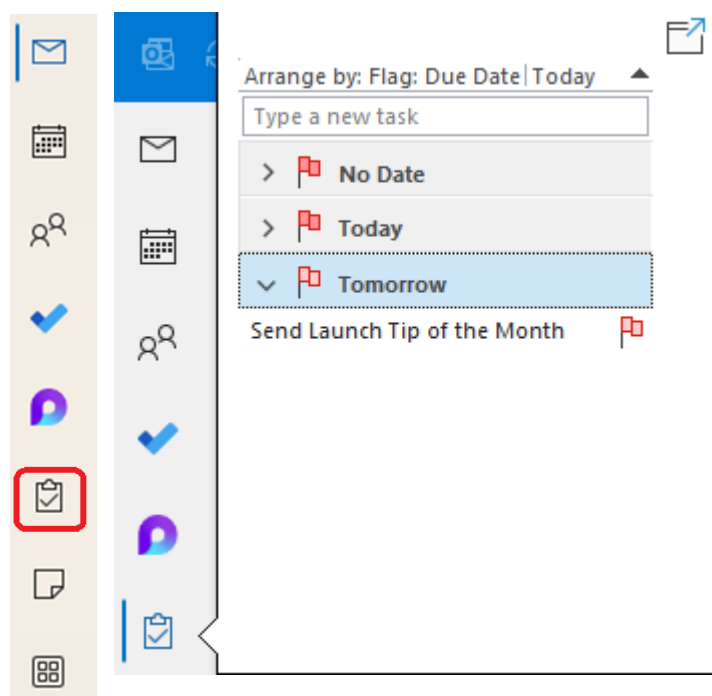 Arrange by: Flag: Due Date Today
Type a new task
No Date
Today
Tomorrow
Send Launch Tip of the Month